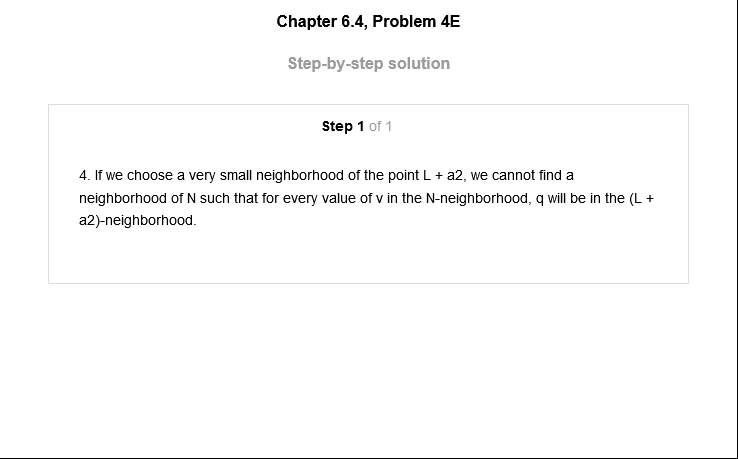 Chapter 6.4, Problem 4E
Step-by-step solution
Step 1 of 1
4. If we choose a very small neighborhood of the point L + a2, we cannot find a
neighborhood of N such that for every value of v in the N-neighborhood, q will be in the (L +
a2)-neighborhood.